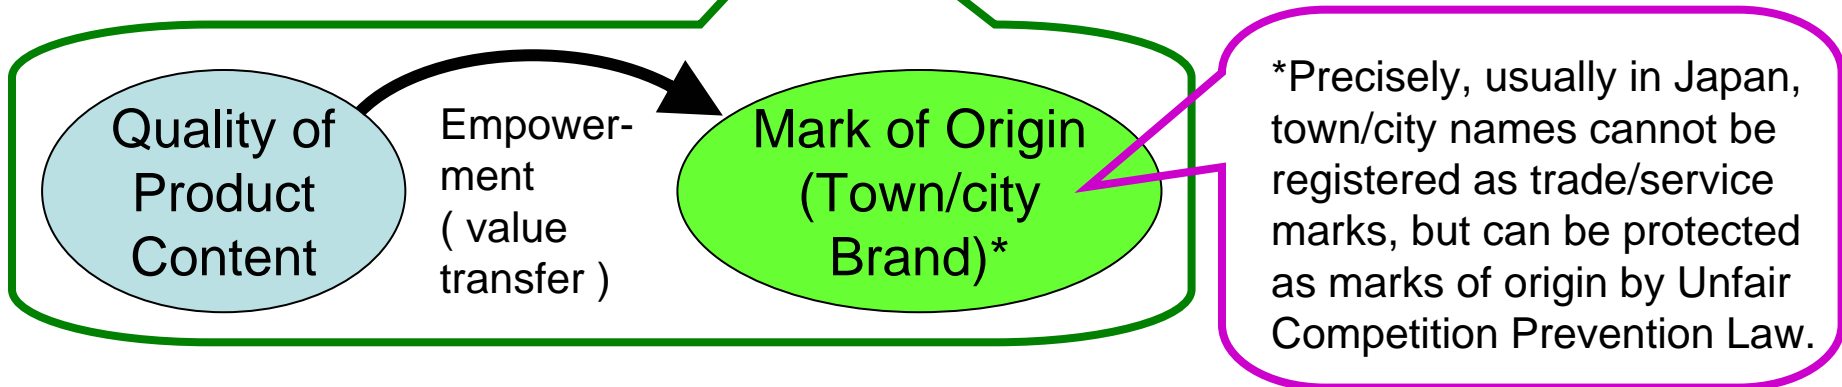 Quality of
Product
Content
Empower-
ment
( value
transfer )
Mark of Origin
(Town/city
Brand)*
*Precisely, usually in Japan,
town/city names cannot be
registered as trade/service
marks, but can be protected
as marks of origin by Unfair
Competition Prevention Law.